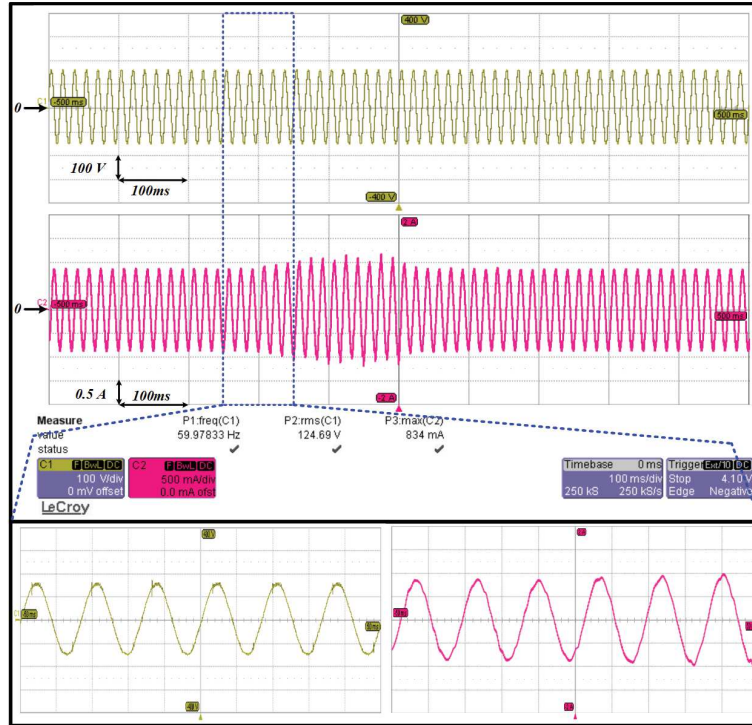 400 V
0
C1
-500 ms
500 ms
100 V
100ms
-400 V
2 A
0
C2
-500 ms
500 ms
0.5 A
100ms
-2 A
Measure P1:freq(C1) P2:rms(C1) P3:max(C2)
value 59.97833 Hz 124.69 V 834 mA
status
C1 F BwL DC
100 V/div
0 mV offset
C2 F BwL DC
500 mA/div
0.0 mA ofst
Timebase 0 ms
100 ms/div
250 kS 250 kS/s
Trigger Ext/10 DC
Stop 4.10 V
Edge Negative
LeCroy